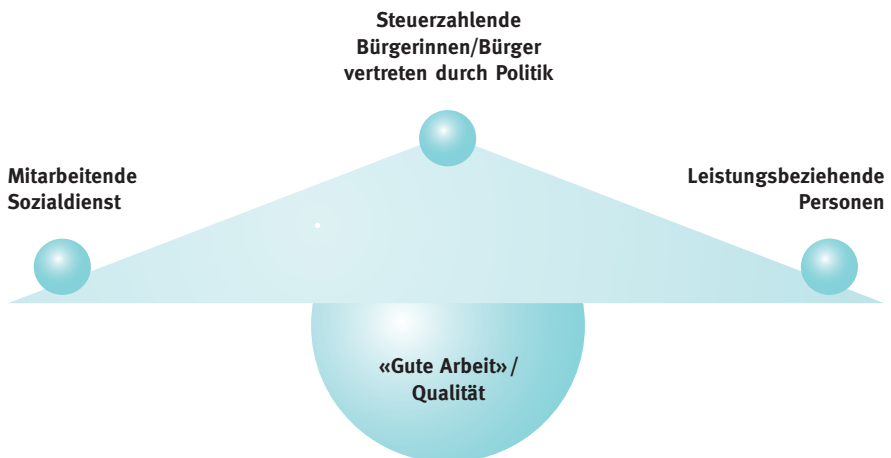 Steuerzahlende
Bürgerinnen/Bürger
vertreten durch Politik
Mitarbeitende
Sozialdienst
Leistungsbeziehende
Personen
«Gute Arbeit» /
Qualität